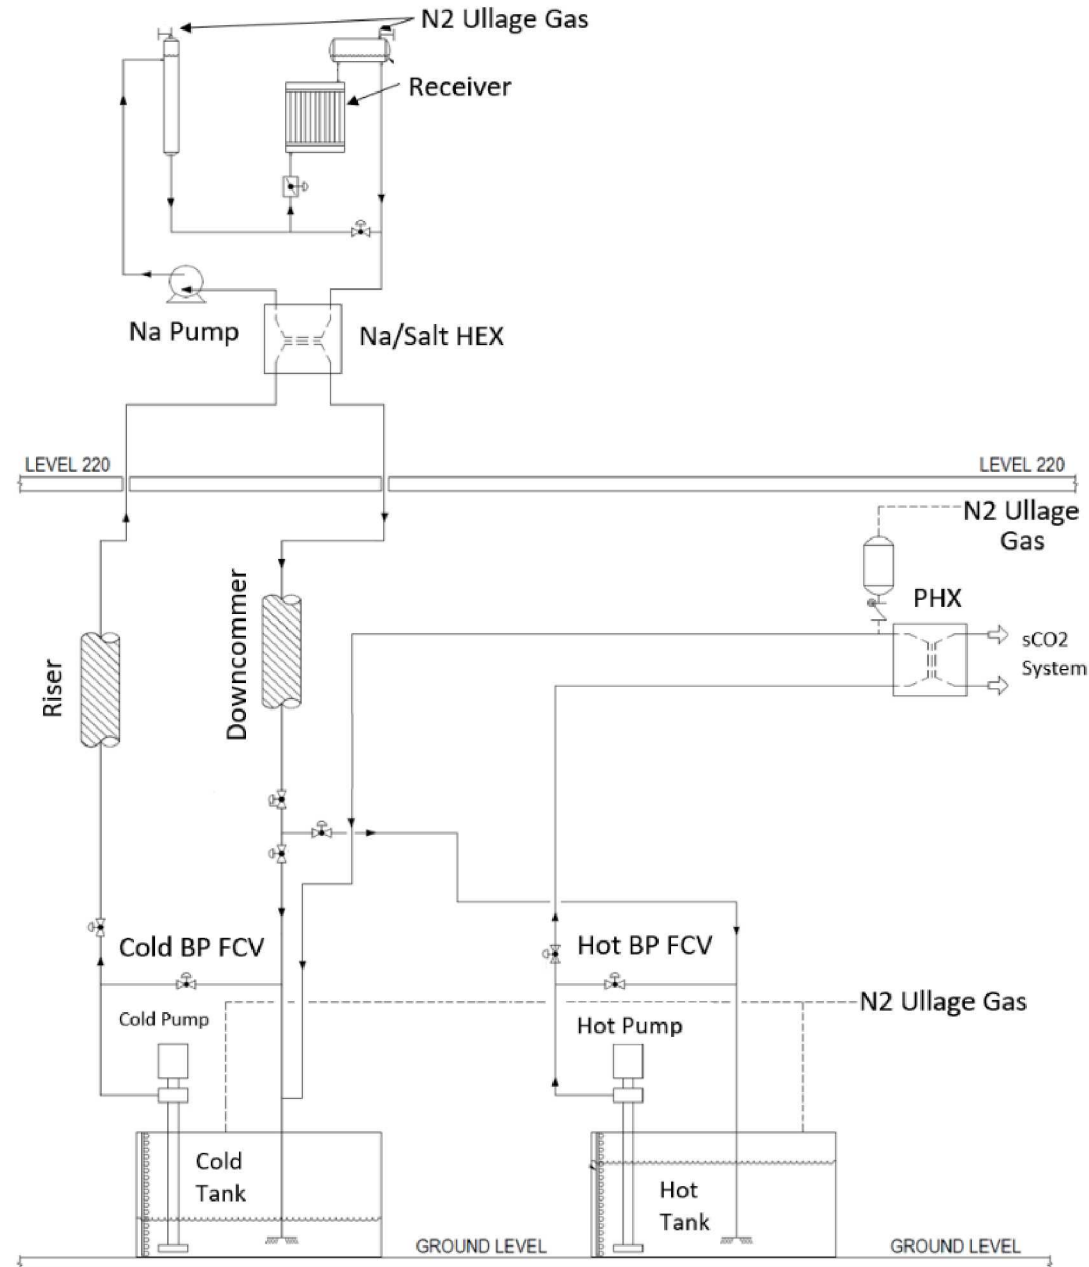 N2 Ullage Gas
Receiver
Na Pump
Na/Salt HEX
LEVEL 220
LEVEL 220
N2 Ullage
Gas
PHX
sCO2
System
Riser
Downcommer
Cold BP FCV
Hot BP FCV
N2 Ullage Gas
Cold Pump
Hot Pump
Cold
Tank
Hot
Tank
GROUND LEVEL
GROUND LEVEL